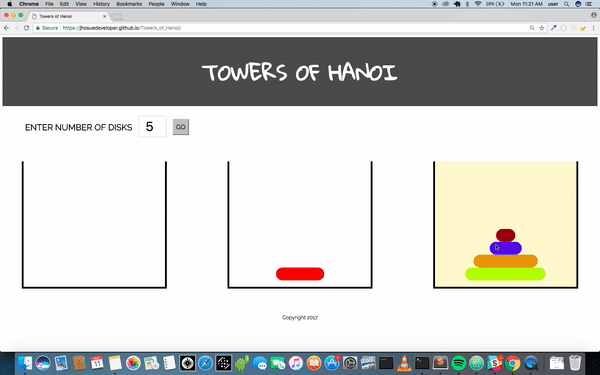 Chrome File Edit View History Bookmarks People Window Help
28% Mon 11:21 AM user
Towers of Hanoi
Secure https://jhosuedeveloper.github.io/Towers_of_Hanoi/
TOWERS OF HANOI
ENTER NUMBER OF DISKS 5 GO
Copyright 2017